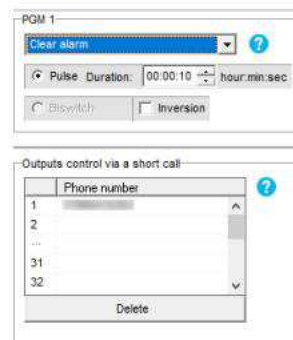 PGM 1
Clear alarm
?
Pulse Duration: 00:00:10 hour:min:sec
Biswitch Inversion
Outputs control via a short call
?
Phone number
1
2
...
31
32
Delete